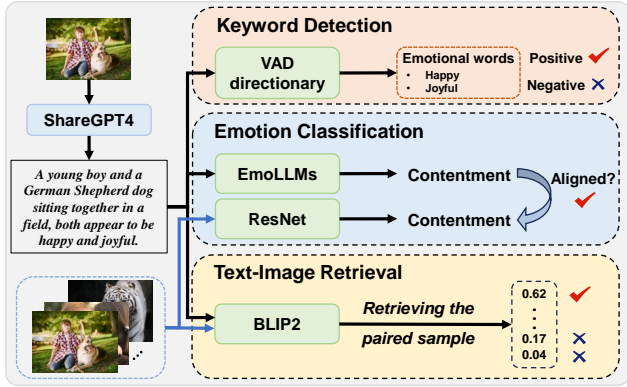 ShareGPT4
A young boy and a
German Shepherd dog
sitting together in a
field, both appear to be
happy and joyful.
Keyword Detection
VAD
directionary
Emotional words
• Happy
• Joyful
Positive
Negative
Emotion Classification
EmoLLMs
Contentment
Aligned?
ResNet
Contentment
Text-Image Retrieval
BLIP2
Retrieving the
paired sample
0.62
0.17
0.04